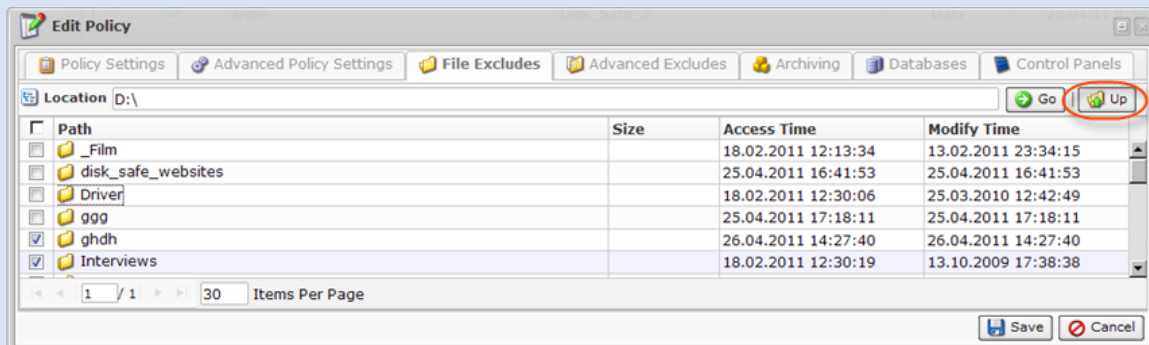 Edit Policy
Policy Settings Advanced Policy Settings File Excludes Advanced Excludes Archiving Databases Control Panels
Location D:\ Go | Up
Path Size Access Time Modify Time
_Film 18.02.2011 12:13:34 13.02.2011 23:34:15
disk_safe_websites 25.04.2011 16:41:53 25.04.2011 16:41:53
Driver 18.02.2011 12:30:06 25.03.2010 12:42:49
ggg 25.04.2011 17:18:11 25.04.2011 17:18:11
ghdh 26.04.2011 14:27:40 26.04.2011 14:27:40
Interviews 18.02.2011 12:30:19 13.10.2009 17:38:38
1 / 1 30 Items Per Page
Save Cancel